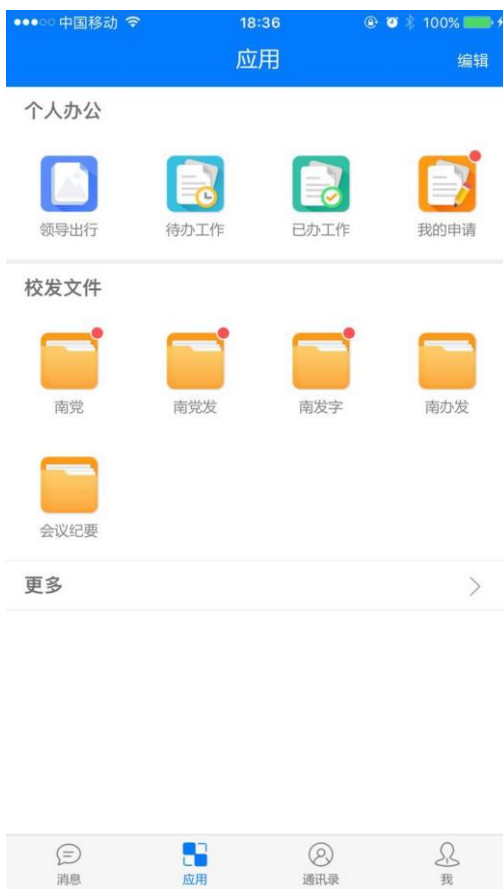 中国移动 18:36 100%
应用 编辑
个人办公
领导出行 待办工作 已办工作 我的申请
校发文件
南党 南党发 南发字 南办发
会议纪要
更多
消息 应用 通讯录 我